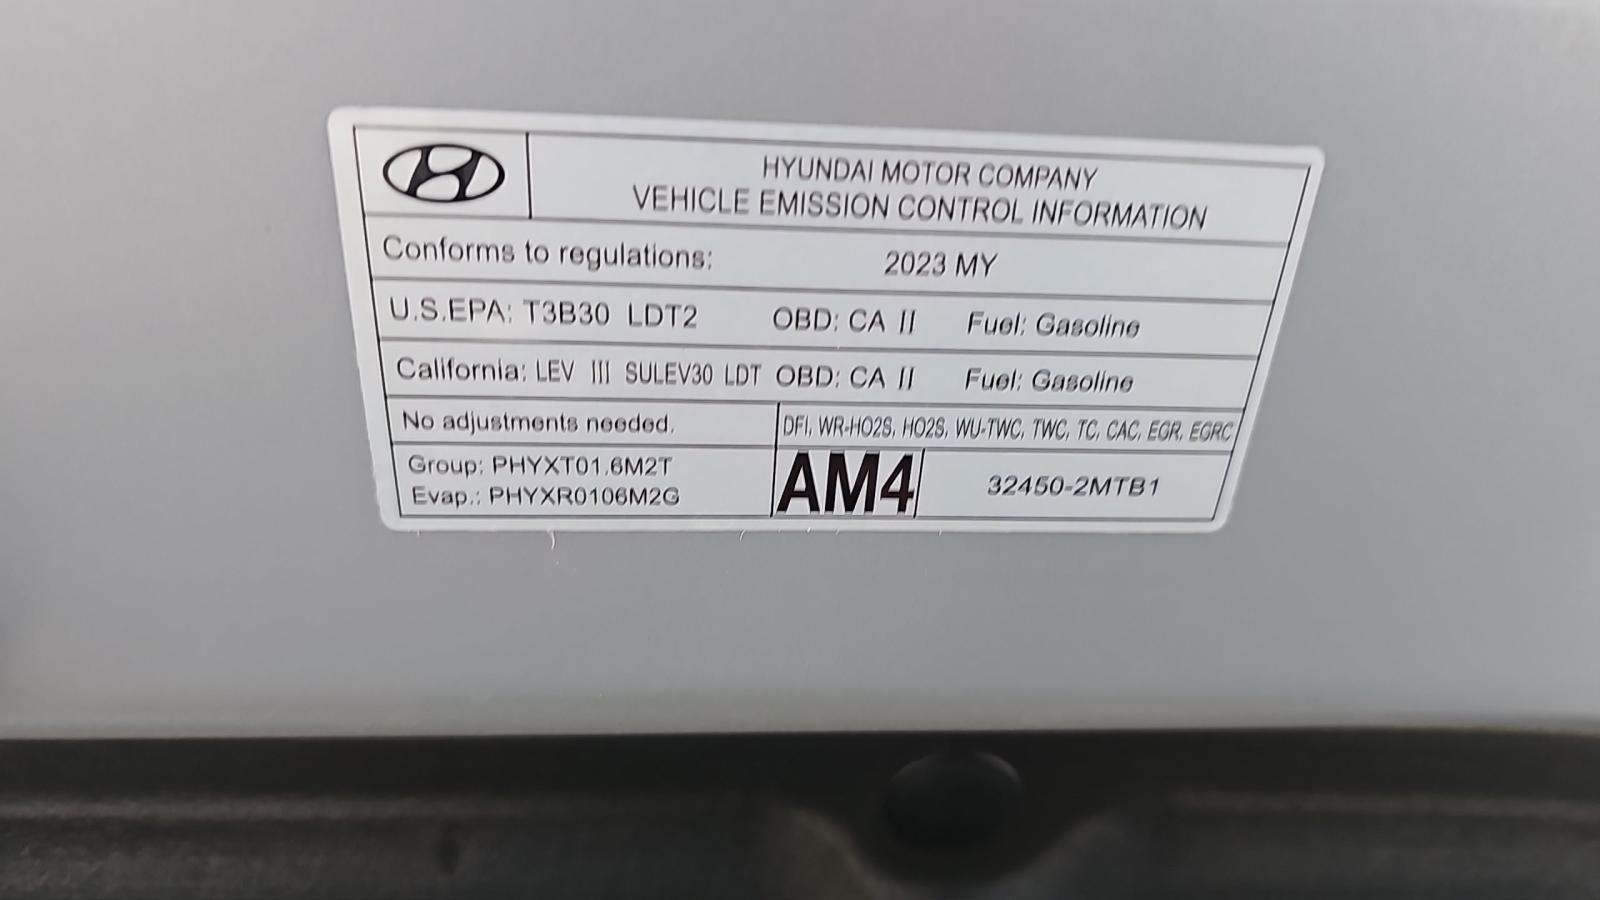 HYUNDAI MOTOR COMPANY
VEHICLE EMISSION CONTROL INFORMATION
Conforms to regulations: 2023 MY
U.S.EPA: T3B30 LDT2 OBD: CA II Fuel: Gasoline
California: LEV III SULEV30 LDT OBD: CA II Fuel: Gasoline
No adjustments needed. DFI, WR-HO2S, HO2S, WU-TWC, TWC, TC, CAC, EGR, EGRC
Group: PHYXT01.6M2T
Evap.: PHYXR0106M2G
AM4 32450-2MTB1